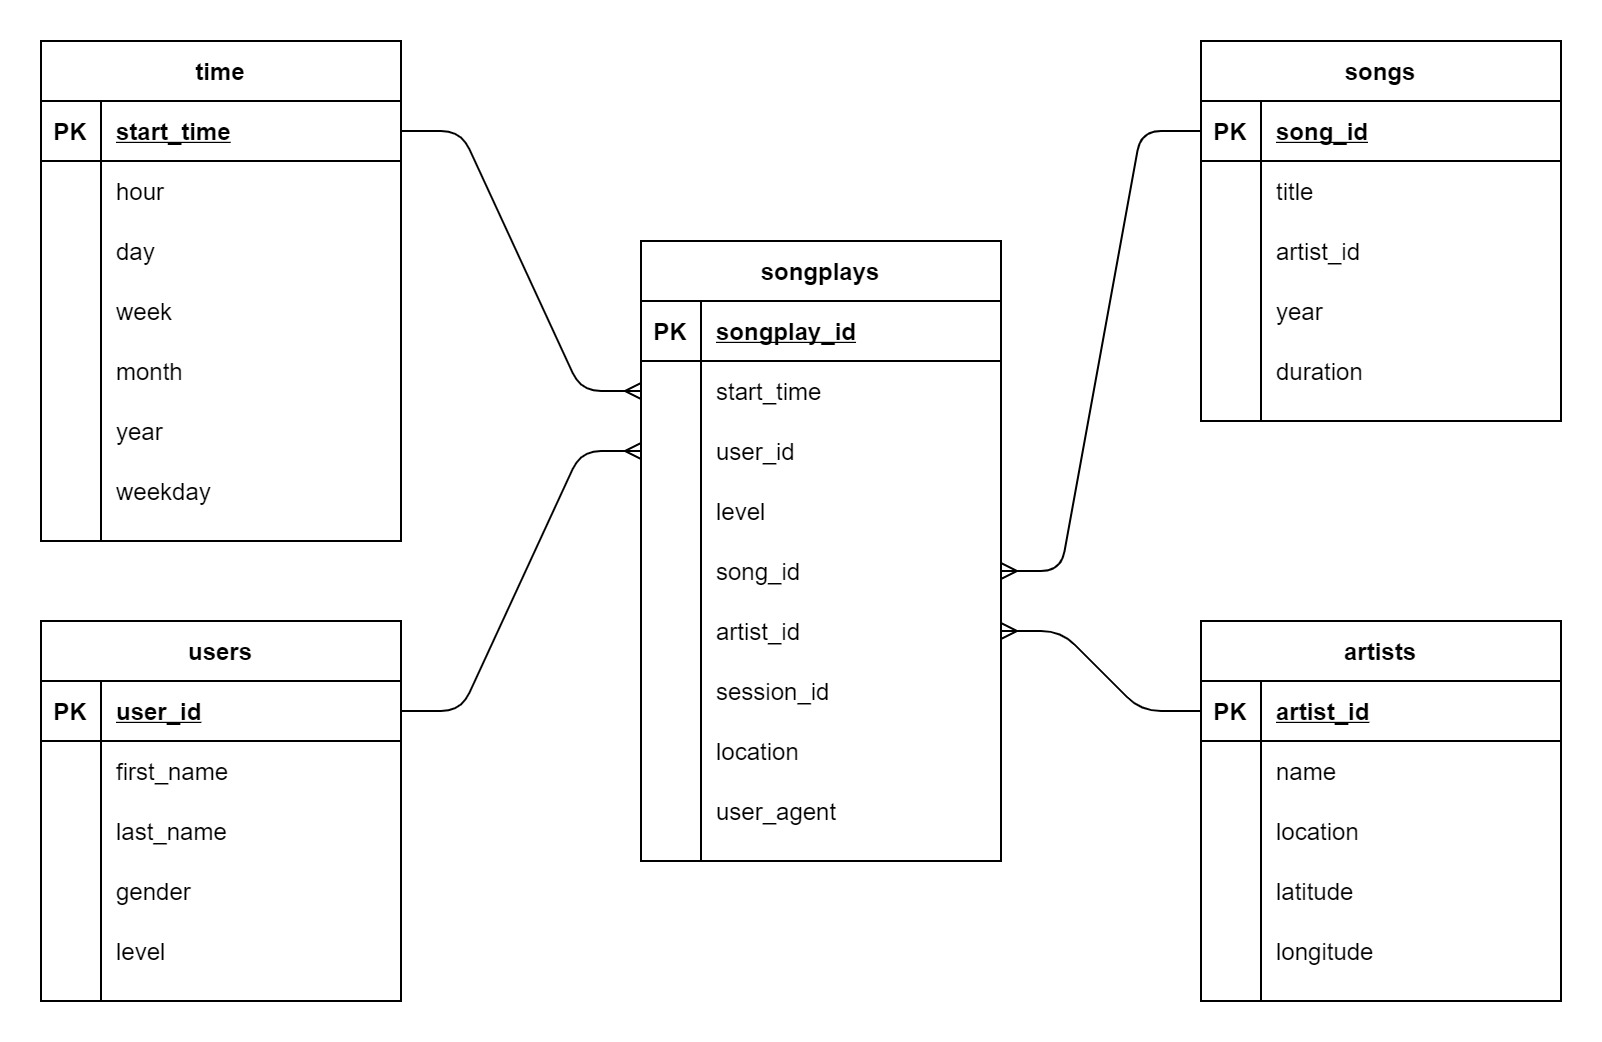 time
PK start_time
hour
day
week
month
year
weekday
users
PK user_id
first_name
last_name
gender
level
songplays
PK songplay_id
start_time
user_id
level
song_id
artist_id
session_id
location
user_agent
songs
PK song_id
title
artist_id
year
duration
artists
PK artist_id
name
location
latitude
longitude